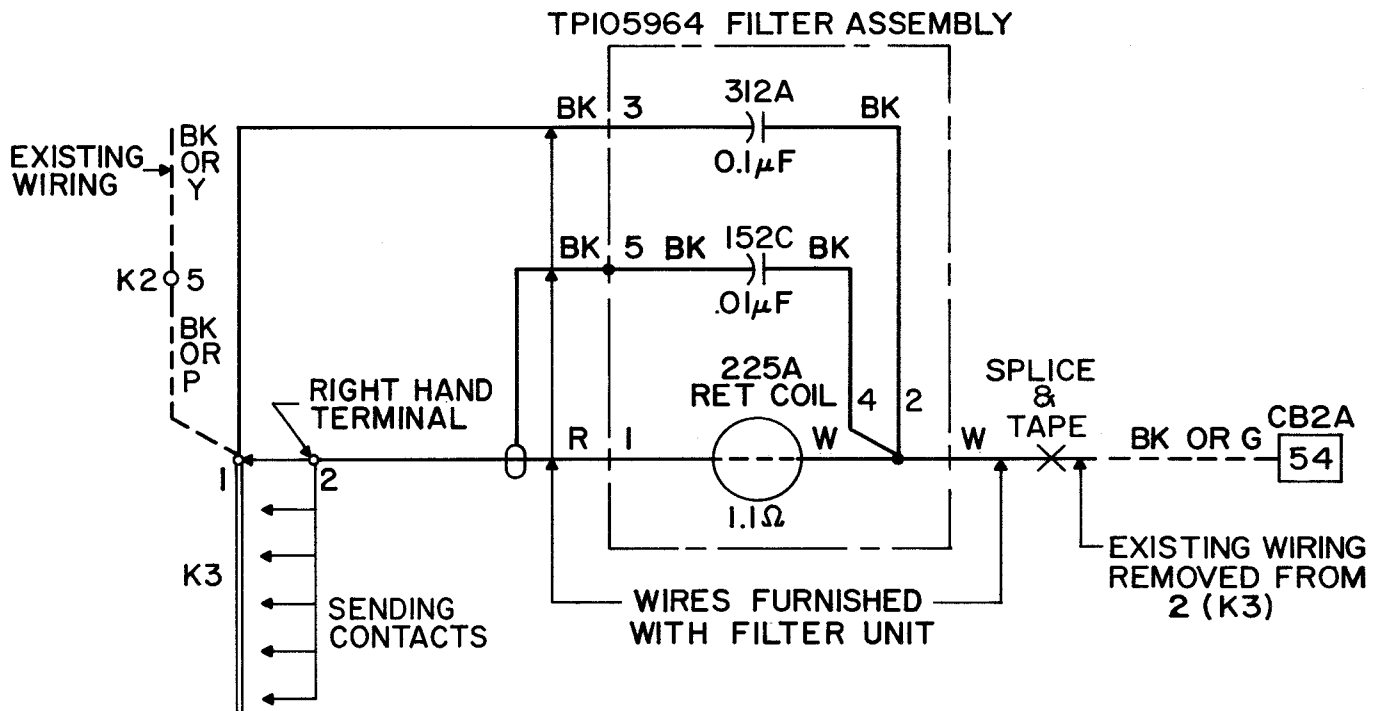 TP105964 FILTER ASSEMBLY
BK 3 312A BK
0.1µF
EXISTING
WIRING
BK
OR
Y
BK 5 BK 152C BK
.01µF
K2 5
BK
OR
P
RIGHT HAND
TERMINAL
225A
RET COIL 4 2
SPLICE
&
TAPE
R 1 W W BK OR G CB2A
54
1 2
1.1Ω
K3
SENDING
CONTACTS
WIRES FURNISHED
WITH FILTER UNIT
EXISTING WIRING
REMOVED FROM
2 (K3)